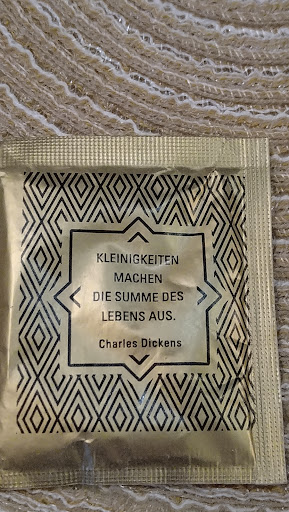 KLEINIGKEITEN
MACHEN
DIE SUMME DES
LEBENS AUS.
Charles Dickens